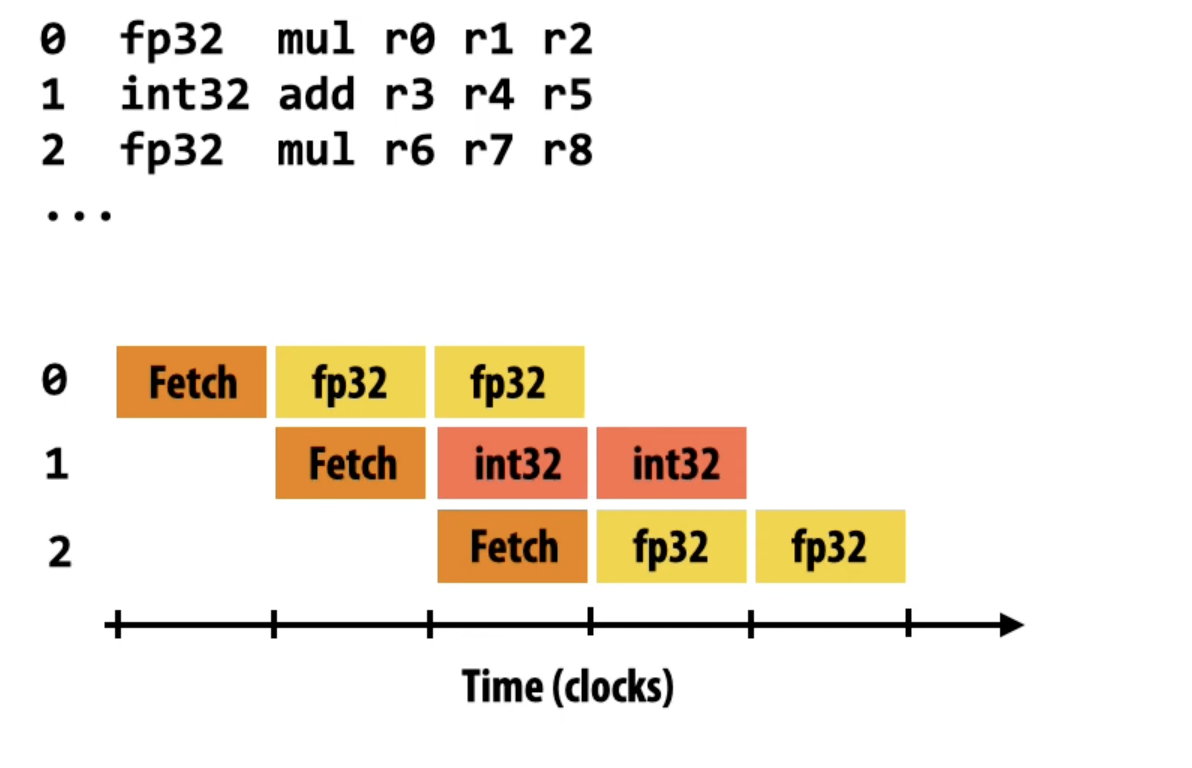 0 fp32 mul r0 r1 r2
1 int32 add r3 r4 r5
2 fp32 mul r6 r7 r8
...
0 Fetch fp32 fp32
1 Fetch int32 int32
2 Fetch fp32 fp32
Time (clocks)